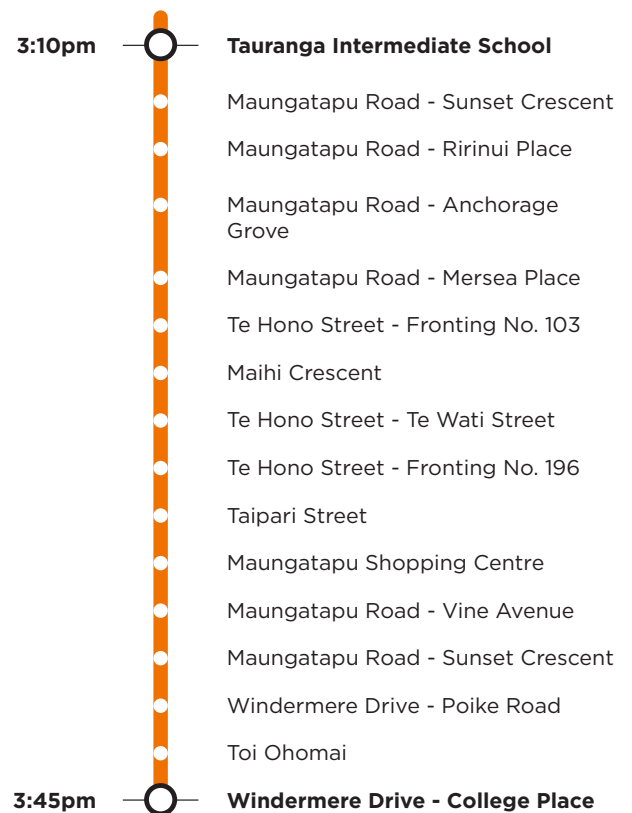 3:10pm Tauranga Intermediate School
Maungatapu Road - Sunset Crescent
Maungatapu Road - Ririnui Place
Maungatapu Road - Anchorage
Grove
Maungatapu Road - Mersea Place
Te Hono Street - Fronting No. 103
Maihi Crescent
Te Hono Street - Te Wati Street
Te Hono Street - Fronting No. 196
Taipari Street
Maungatapu Shopping Centre
Maungatapu Road - Vine Avenue
Maungatapu Road - Sunset Crescent
Windermere Drive - Poike Road
Toi Ohomai
3:45pm Windermere Drive - College Place